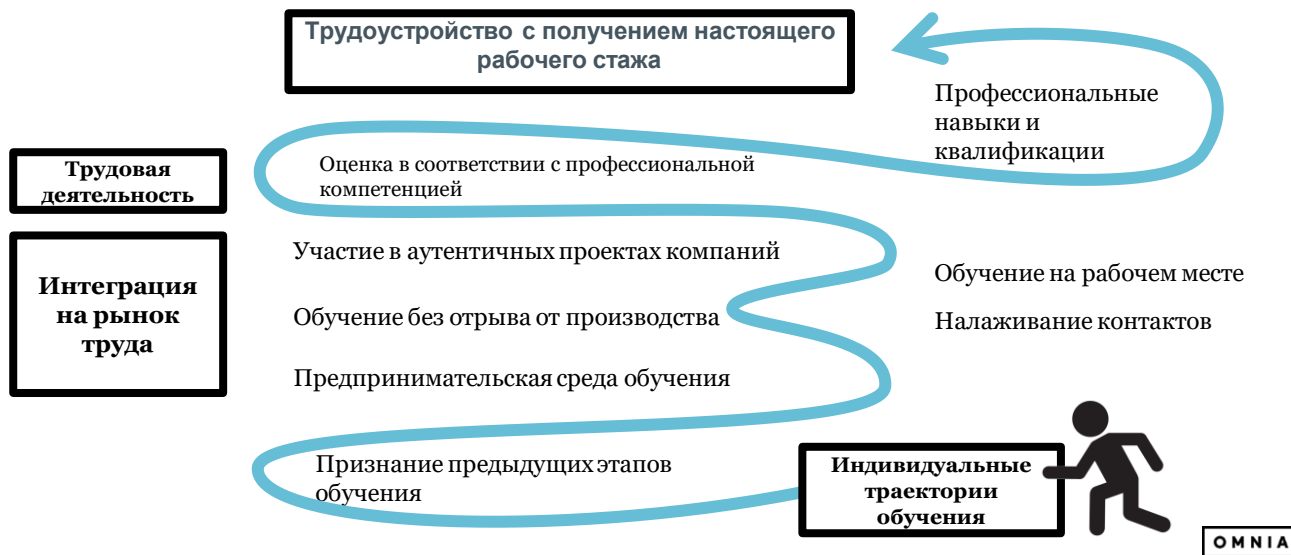 Трудоустройство с получением настоящего
рабочего стажа
Профессиональные
навыки и
квалификации
Трудовая
деятельность
Оценка в соответствии с профессиональной
компетенцией
Участие в аутентичных проектах компаний
Интеграция
на рынок
труда
Обучение на рабочем месте
Обучение без отрыва от производства
Налаживание контактов
Предпринимательская среда обучения
Признание предыдущих этапов
обучения
Индивидуальные
траектории
обучения
OMNIA